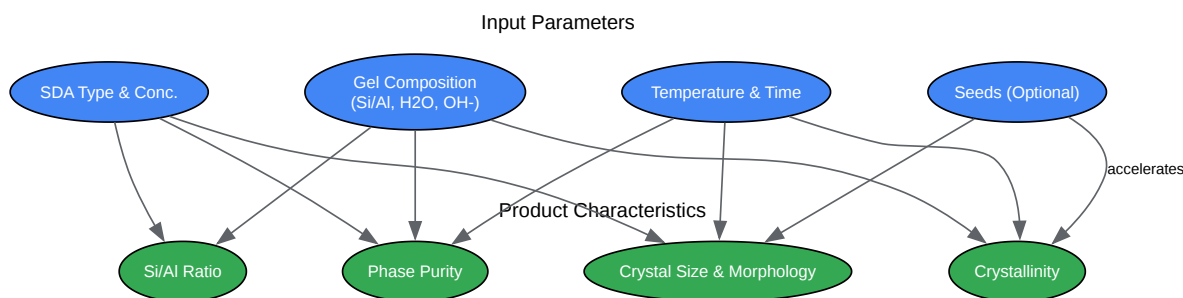 Input Parameters
SDA Type & Conc.
Gel Composition
(Si/Al, H2O, OH-)
Temperature & Time
Seeds (Optional)
accelerates
Product Characteristics
Si/Al Ratio
Phase Purity
Crystal Size & Morphology
Crystallinity